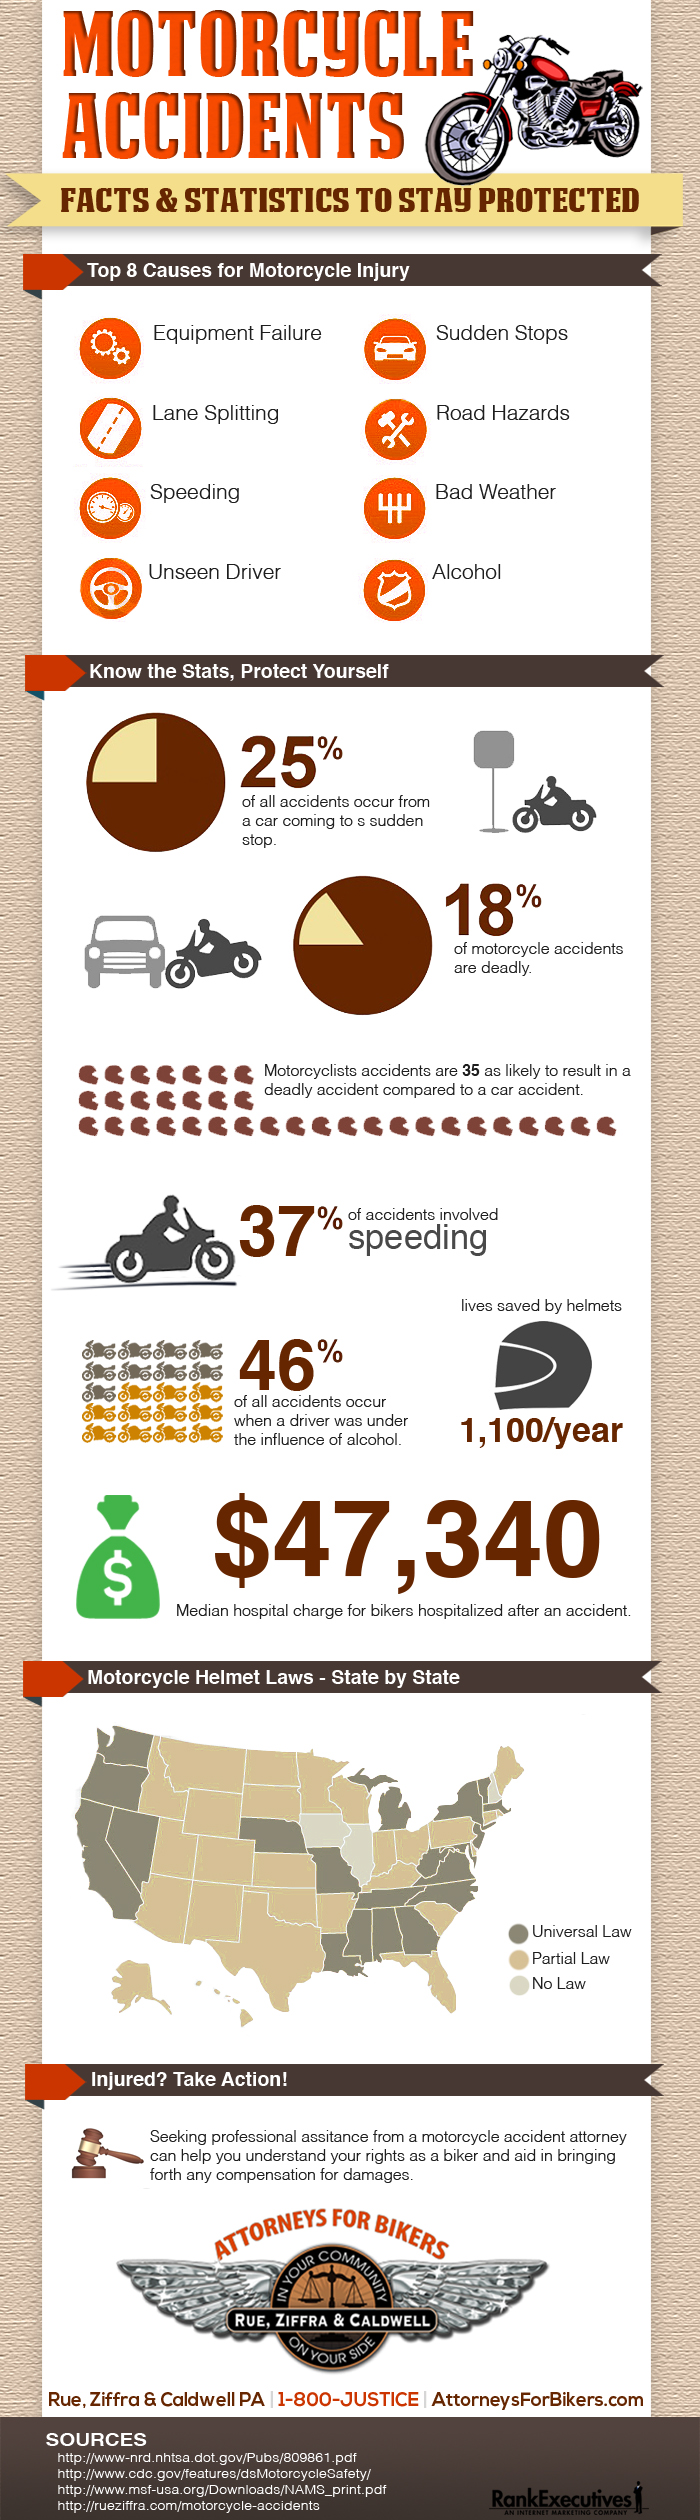 MOTORCYCLE
ACCIDENTS
FACTS & STATISTICS TO STAY PROTECTED
Top 8 Causes for Motorcycle Injury
Equipment Failure
Sudden Stops
Lane Splitting
Road Hazards
Speeding
Bad Weather
Unseen Driver
Alcohol
Know the Stats, Protect Yourself
25%
of all accidents occur from
a car coming to s sudden
stop.
18%
of motorcycle accidents
are deadly.
Motorcyclists accidents are 35 as likely to result in a
deadly accident compared to a car accident.
37% of accidents involved
speeding
lives saved by helmets
46%
of all accidents occur
when a driver was under
the influence of alcohol.
1,100/year
$
$47,340
Median hospital charge for bikers hospitalized after an accident.
Motorcycle Helmet Laws - State by State
Universal Law
Partial Law
No Law
Injured? Take Action!
Seeking professional assitance from a motorcycle accident attorney
can help you understand your rights as a biker and aid in bringing
forth any compensation for damages.
ATTORNEYS FOR BIKERS
IN YOUR COMMUNITY
RUE, ZIFFRA & CALDWELL
ON YOUR SIDE
Rue, Ziffra & Caldwell PA | 1-800-JUSTICE | AttorneysForBikers.com
SOURCES
http://www-nrd.nhtsa.dot.gov/Pubs/809861.pdf
http://www.cdc.gov/features/dsMotorcycleSafety/
http://www.msf-usa.org/Downloads/NAMS_print.pdf
http://rueziffra.com/motorcycle-accidents
RankExecutives
AN INTERNET MARKETING COMPANY